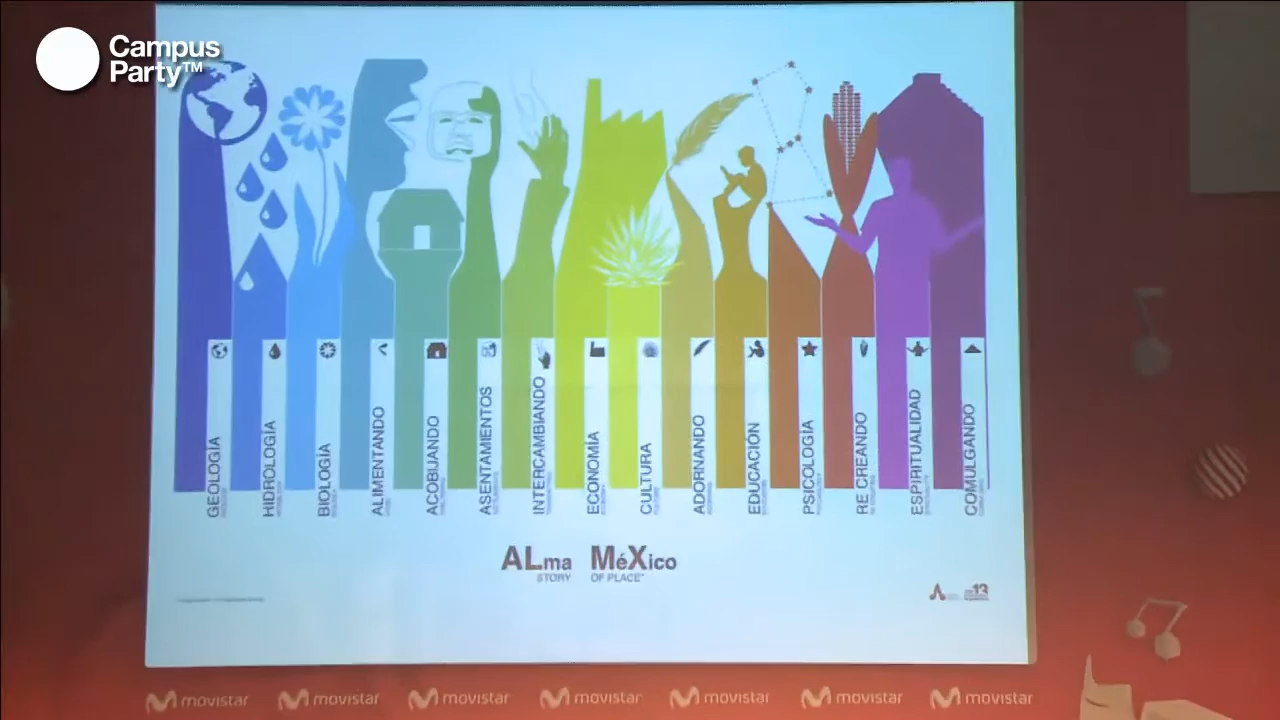 Campus
Party™
GEOLOGÍA
HIDROLOGÍA
BIOLOGÍA
ALIMENTANDO
ACOBIJANDO
ASENTAMIENTOS
INTERCAMBIANDO
ECONOMÍA
CULTURA
ADORNANDO
EDUCACIÓN
PSICOLOGÍA
RE CREANDO
ESPIRITUALIDAD
COMULGANDO
ALma MéXico
STORY OF PLACE
13
movistar movistar movistar movistar movistar movistar movistar